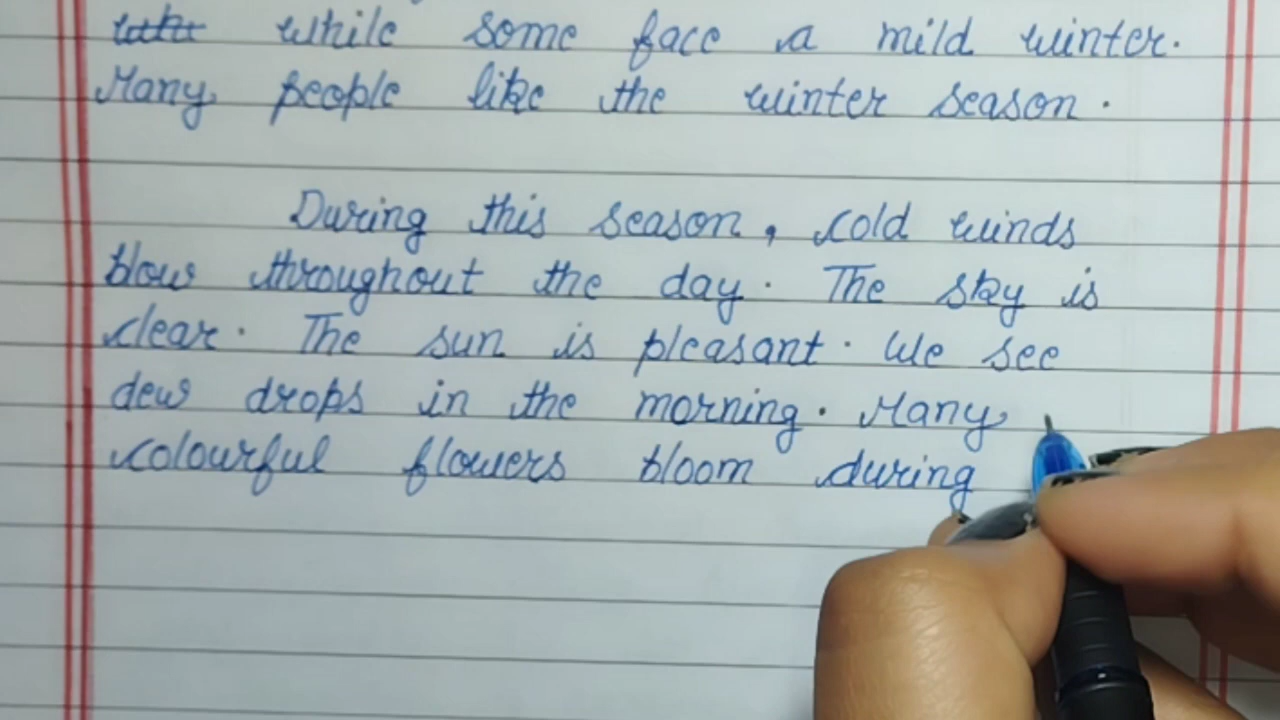 while some face a mild winter.
Many people like the winter season.
During this season, cold winds
blow throughout the day. The sky is
clear. The sun is pleasant. We see
dew drops in the morning. Many
colourful flowers bloom during